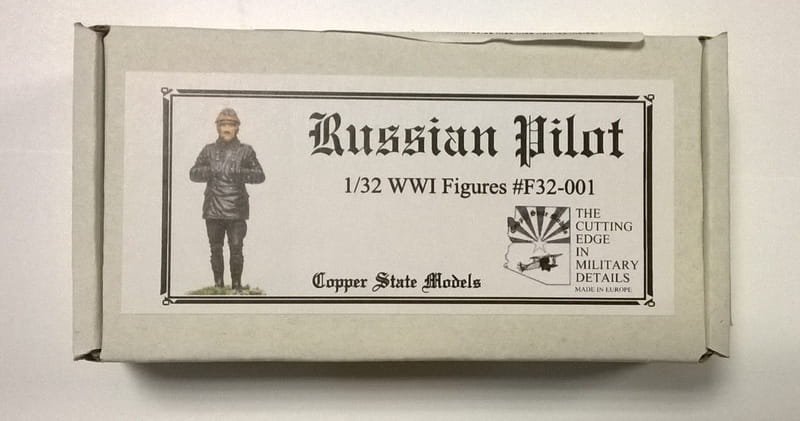 Russian Pilot
1/32 WWI Figures #F32-001
THE
CUTTING
EDGE
IN
MILITARY
DETAILS
MADE IN EUROPE
Copper State Models